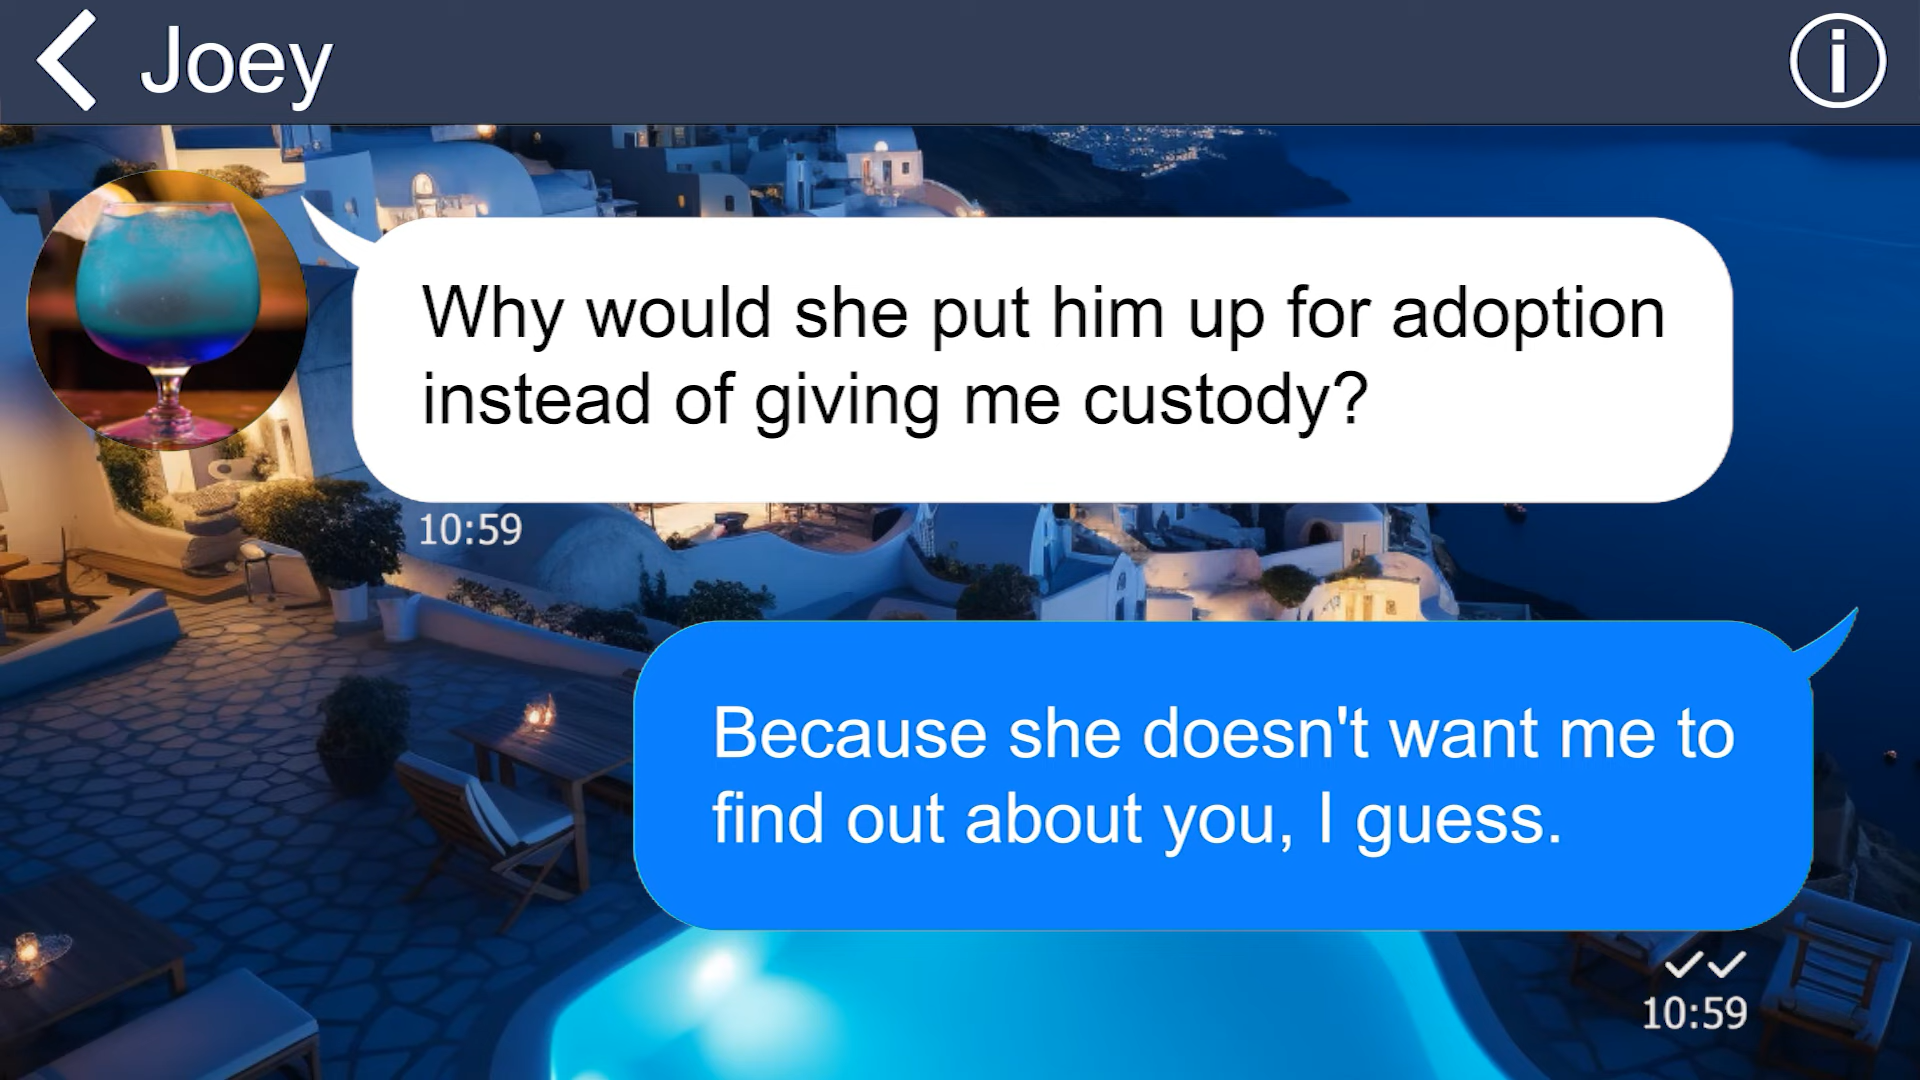 Joey
Why would she put him up for adoption
instead of giving me custody?
10:59
Because she doesn't want me to
find out about you, I guess.
10:59